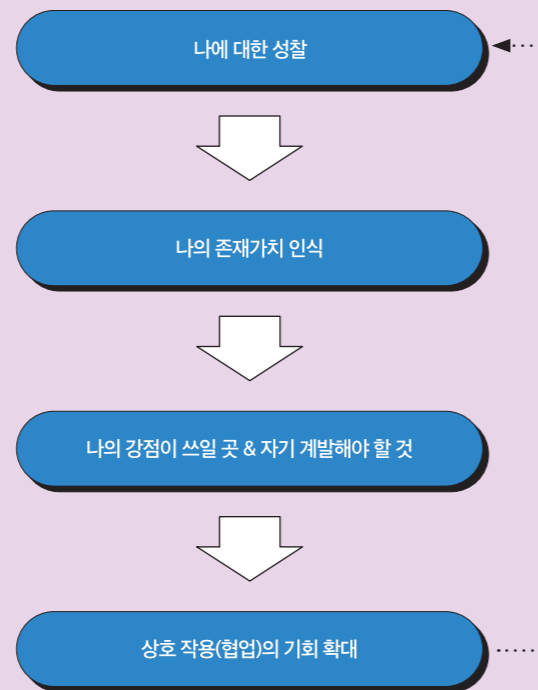 나에 대한 성찰
나의 존재가치 인식
나의 강점이 쓰일 곳 & 자기 계발해야 할 것
상호 작용(협업)의 기회 확대